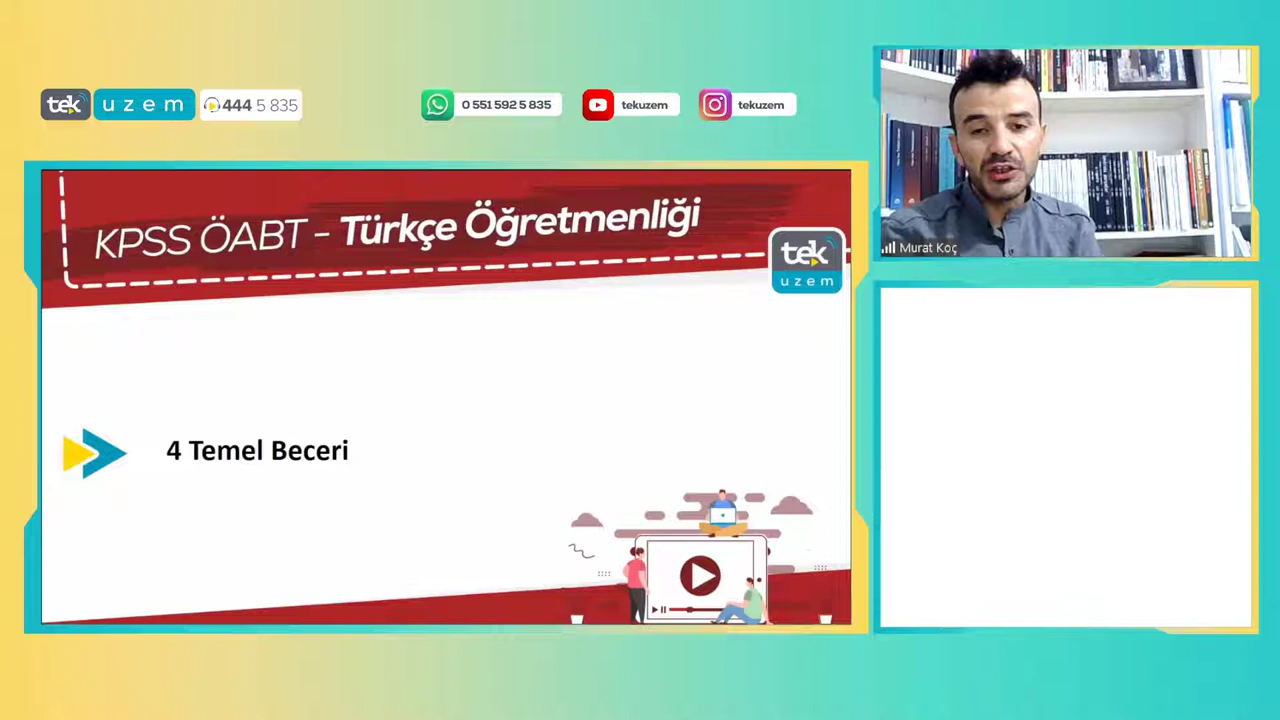 tek uzem 444 5 835
0 551 592 5 835
tekuzem
tekuzem
KPSS ÖABT – Türkçe Öğretmenliği
tek
uzem
4 Temel Beceri
Murat Koç